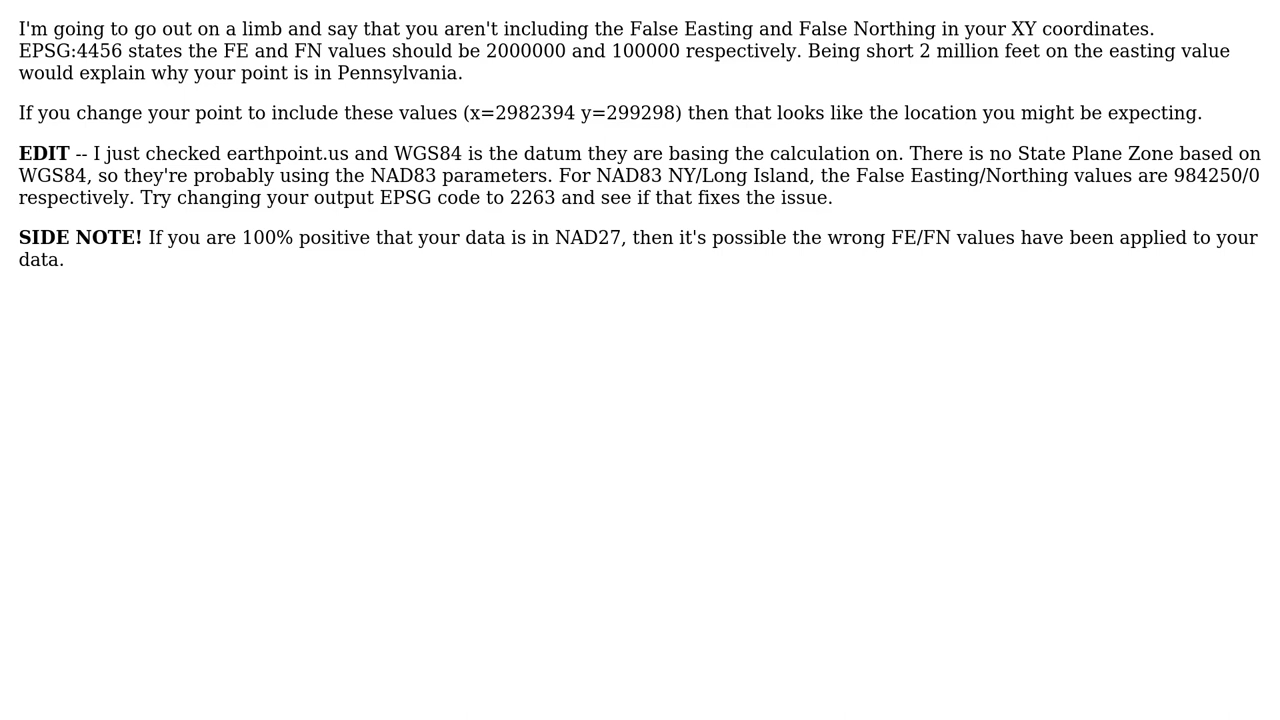 I'm going to go out on a limb and say that you aren't including the False Easting and False Northing in your XY coordinates.
EPSG:4456 states the FE and FN values should be 2000000 and 100000 respectively. Being short 2 million feet on the easting value
would explain why your point is in Pennsylvania.
If you change your point to include these values (x=2982394 y=299298) then that looks like the location you might be expecting.
EDIT -- I just checked earthpoint.us and WGS84 is the datum they are basing the calculation on. There is no State Plane Zone based on
WGS84, so they're probably using the NAD83 parameters. For NAD83 NY/Long Island, the False Easting/Northing values are 984250/0
respectively. Try changing your output EPSG code to 2263 and see if that fixes the issue.
SIDE NOTE! If you are 100% positive that your data is in NAD27, then it's possible the wrong FE/FN values have been applied to your
data.